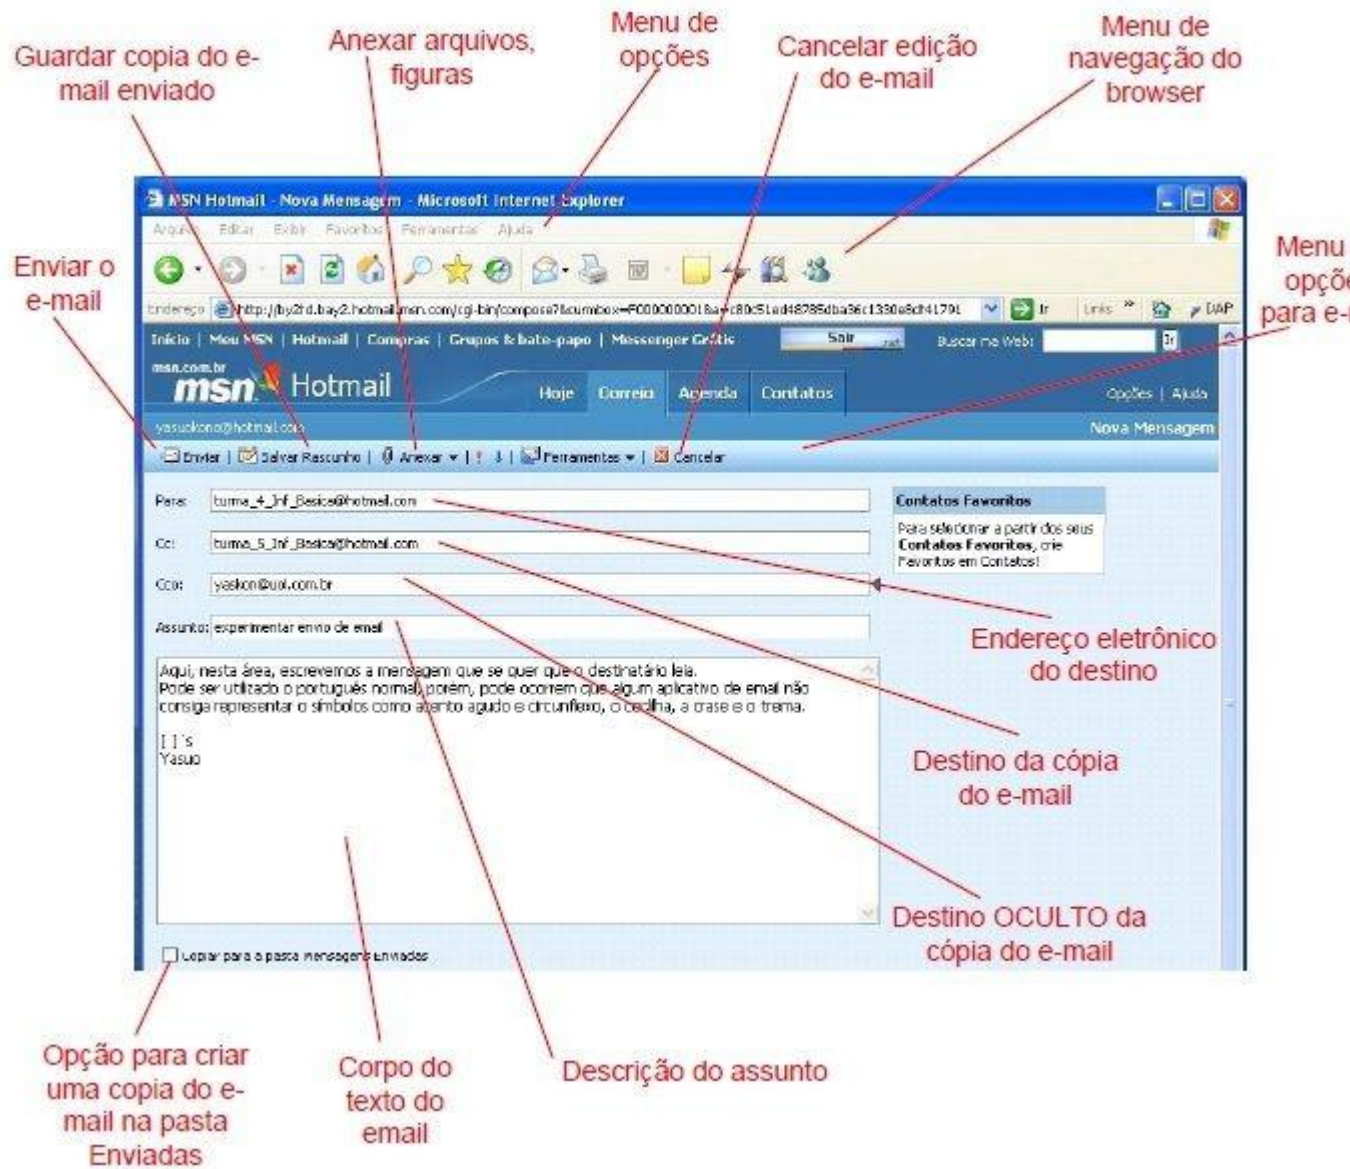 Guardar copia do e-
mail enviado
Anexar arquivos,
figuras
Menu de
opções
Cancelar edição
do e-mail
Menu de
navegação do
browser
Enviar o
e-mail
Menu
MSN Hotmail - Nova Mensagem - Microsoft Internet Explorer
Arquivo Editar Exibir Favoritos Ferramentas Ajuda
Endereço
Ir Links »
Início | Meu MSN | Hotmail | Compras | Grupos & bate-papo | Messenger Grátis Sair .net Buscar na Web: Ir
msn.com.br
msn Hotmail
Hoje Correio Agenda Contatos
Opções | Ajuda
yasuokono@hotmail.com Nova Mensagem
Enviar | Salvar Rascunho | Anexar | Ferramentas | Cancelar
Para: turma_4_Inf_Basica@hotmail.com
Cc: turma_5_Inf_Basica@hotmail.com
Cco: yaskon@uol.com.br
Assunto: experimentar envio de email
Contatos Favoritos
Para selecionar a partir dos seus
Contatos Favoritos, crie
Favoritos em Contatos!
Aqui, nesta área, escrevemos a mensagem que se quer que o destinatário leia.
Pode ser utilizado o português normal, porém, pode ocorrem que algum aplicativo de email não
consiga representar o símbolos como acento agudo e circunflexo, o cedilha, a crase e o trema.
[ ]`s
Yasuo
Copiar para a pasta Mensagens Enviadas
Endereço eletrônico
do destino
Destino da cópia
do e-mail
Destino OCULTO da
cópia do e-mail
Opção para criar
uma copia do e-
mail na pasta
Enviadas
Corpo do
texto do
email
Descrição do assunto